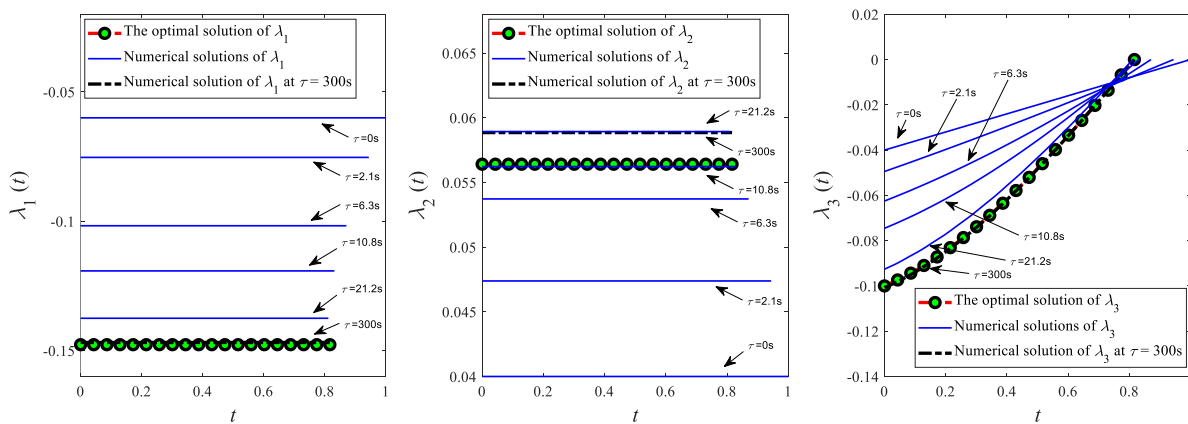 The optimal solution of λ1
Numerical solutions of λ1
Numerical solution of λ1 at τ = 300s
-0.05
-0.1
-0.15
λ1 (t)
τ=0s
τ=2.1s
τ=6.3s
τ=10.8s
τ=21.2s
τ=300s
0 0.2 0.4 0.6 0.8 1
t
The optimal solution of λ2
Numerical solutions of λ2
Numerical solution of λ2 at τ = 300s
0.065
0.06
0.055
0.05
0.045
0.04
λ2 (t)
τ=21.2s
τ=300s
τ=10.8s
τ=6.3s
τ=2.1s
τ=0s
0 0.2 0.4 0.6 0.8 1
t
0.02
0
-0.02
-0.04
-0.06
-0.08
-0.1
-0.12
-0.14
λ3 (t)
τ=6.3s
τ=2.1s
τ=0s
τ=10.8s
τ=21.2s
τ=300s
The optimal solution of λ3
Numerical solutions of λ3
Numerical solution of λ3 at τ = 300s
0 0.2 0.4 0.6 0.8
t